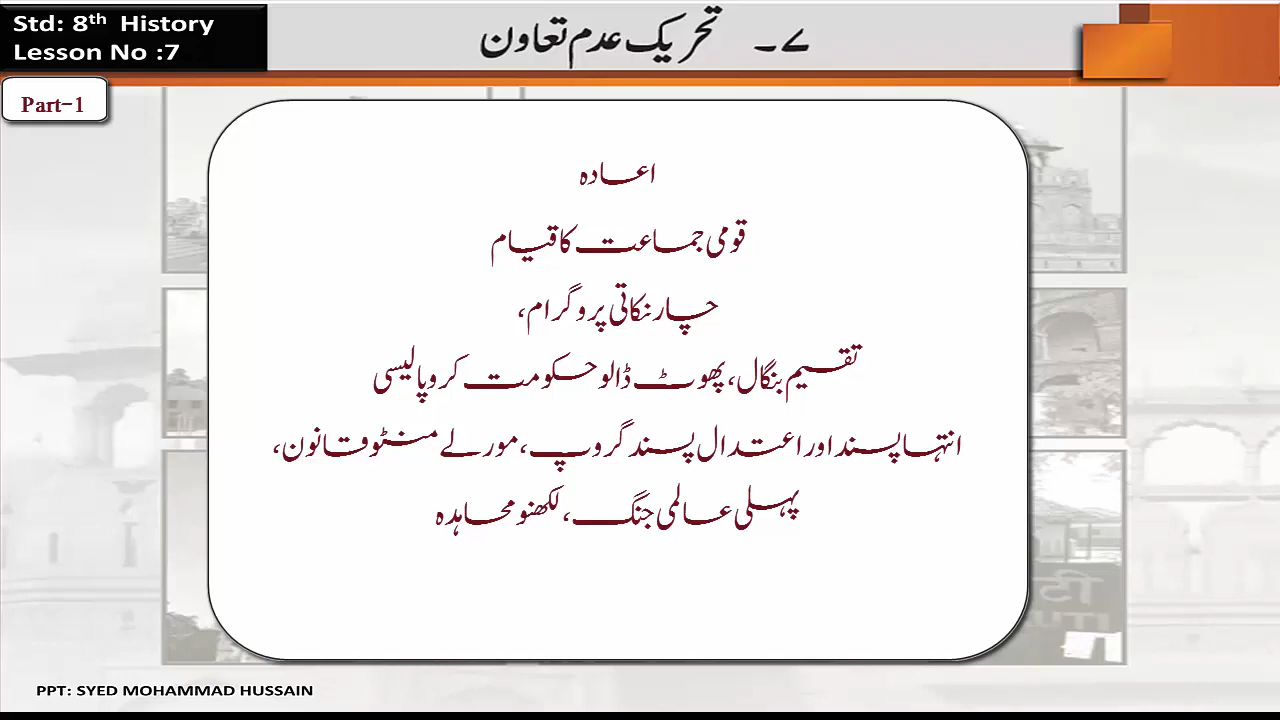 Std: 8th History
Lesson No :7
۷۔ تحریک عدم تعاون
Part-1
اعادہ
قومی جماعت کا قیام
چار نکاتی پروگرام،
تقسیم بنگال، پھوٹ ڈالو حکومت کرو پالیسی
انتہا پسند اور اعتدال پسند گروپ، مورلے منٹو قانون،
پہلی عالمی جنگ، لکھنو محاہدہ
PPT: SYED MOHAMMAD HUSSAIN